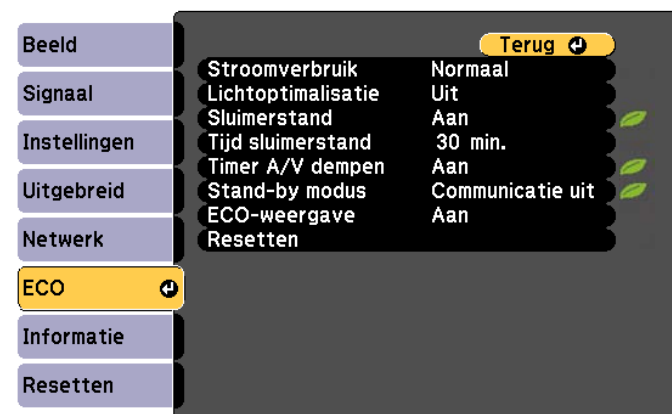 Beeld
Signaal
Instellingen
Uitgebreid
Netwerk
ECO
Informatie
Resetten
Terug
Stroomverbruik Normaal
Lichtoptimalisatie Uit
Sluimerstand Aan
Tijd sluimerstand 30 min.
Timer A/V dempen Aan
Stand-by modus Communicatie uit
ECO-weergave Aan
Resetten